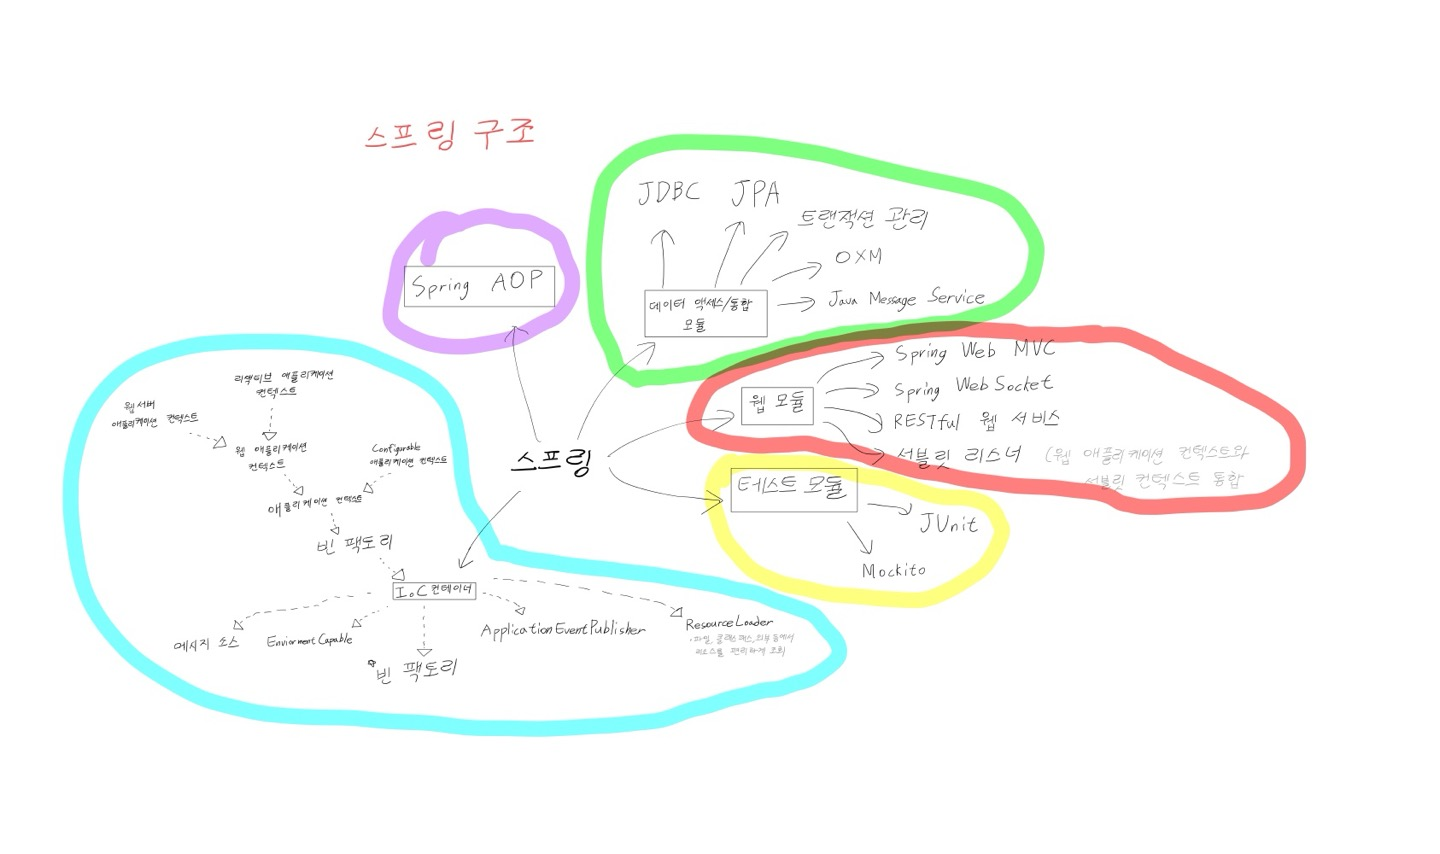 스프링 구조
Spring AOP
JDBC
JPA
트랜잭션 관리
OXM
Java Message Service
데이터 액세스/통합
모듈
웹 모듈
Spring Web MVC
Spring WebSocket
RESTful 웹 서비스
서블릿 리스너 (웹 애플리케이션 컨텍스트와
서블릿 컨텍스트 통합
스프링
테스트 모듈
JUnit
Mockito
리액티브 애플리케이션
컨텍스트
웹서버
애플리케이션 컨텍스트
웹 애플리케이션
컨텍스트
Configurable
애플리케이션 컨텍스트
애플리케이션 컨텍스트
빈 팩토리
IoC 컨테이너
메시지 소스
EnviormentCapable
빈 팩토리
ApplicationEventPublisher
ResourceLoader
-파일, 클래스패스, 외부 등에서
리소스를 편리하게 조회